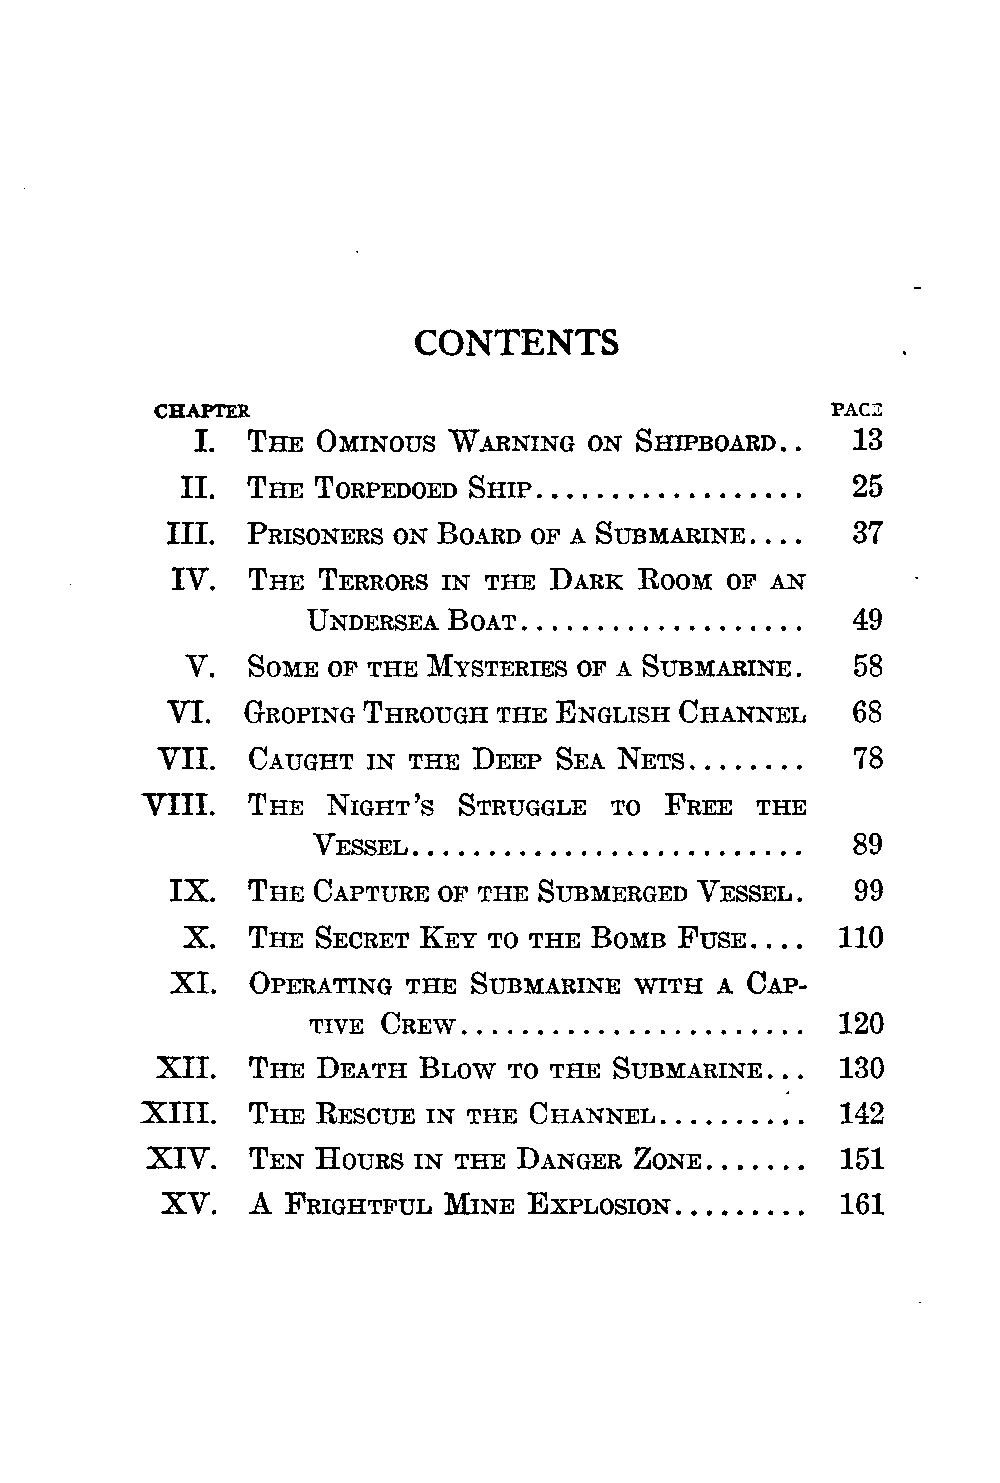 CONTENTS
CHAPTER PAGE
I. The Ominous Warning on Shipboard.. 13
II. The Torpedoed Ship.................. 25
III. Prisoners on Board of a Submarine.... 37
IV. The Terrors in the Dark Room of an
Undersea Boat................... 49
V. Some of the Mysteries of a Submarine. 58
VI. Groping Through the English Channel 68
VII. Caught in the Deep Sea Nets........ 78
VIII. The Night's Struggle to Free the
Vessel.......................... 89
IX. The Capture of the Submerged Vessel. 99
X. The Secret Key to the Bomb Fuse.... 110
XI. Operating the Submarine with a Cap-
tive Crew....................... 120
XII. The Death Blow to the Submarine... 130
XIII. The Rescue in the Channel.......... 142
XIV. Ten Hours in the Danger Zone....... 151
XV. A Frightful Mine Explosion......... 161